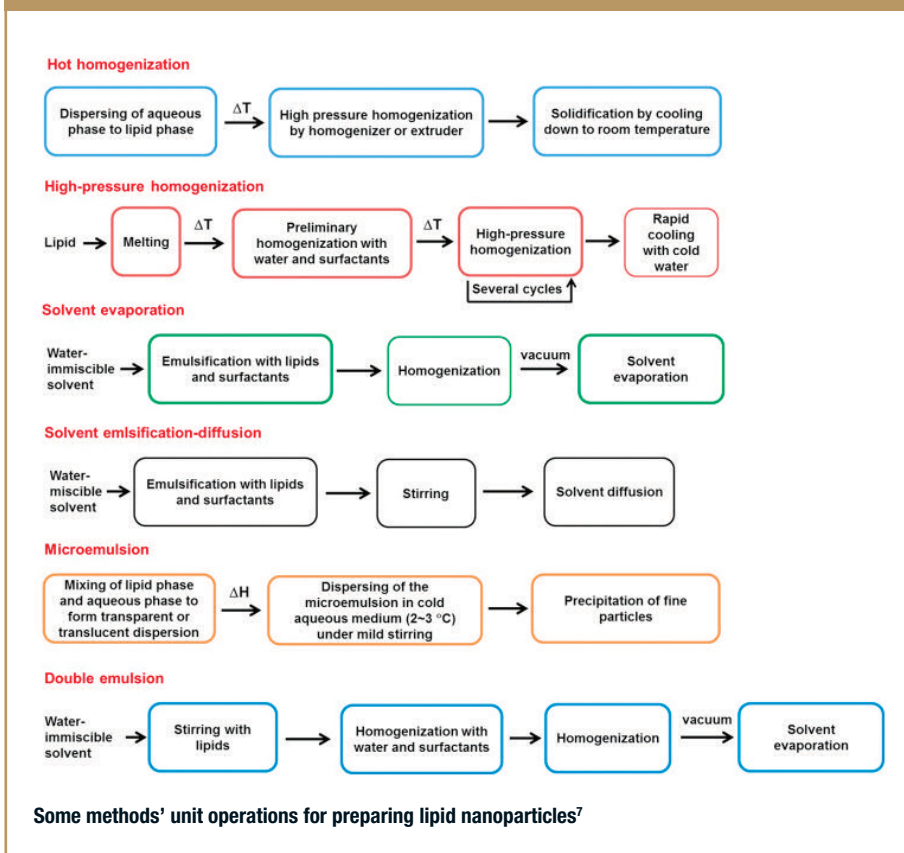 Hot homogenization
Dispersing of aqueous
phase to lipid phase
ΔT
High pressure homogenization
by homogenizer or extruder
Solidification by cooling
down to room temperature
High-pressure homogenization
Lipid
Melting
ΔT
Preliminary
homogenization with
water and surfactants
ΔT
High-pressure
homogenization
Several cycles
Rapid
cooling
with cold
water
Solvent evaporation
Water-
immiscible
solvent
Emulsification with lipids
and surfactants
Homogenization
vacuum
Solvent
evaporation
Solvent emlsification-diffusion
Water-
miscible
solvent
Emulsification with lipids
and surfactants
Stirring
Solvent diffusion
Microemulsion
Mixing of lipid phase
and aqueous phase to
form transparent or
translucent dispersion
ΔH
Dispersing of the
microemulsion in cold
aqueous medium (2~3 °C)
under mild stirring
Precipitation of fine
particles
Double emulsion
Water-
immiscible
solvent
Stirring with
lipids
Homogenization with
water and surfactants
Homogenization
vacuum
Solvent
evaporation
Some methods’ unit operations for preparing lipid nanoparticles⁷